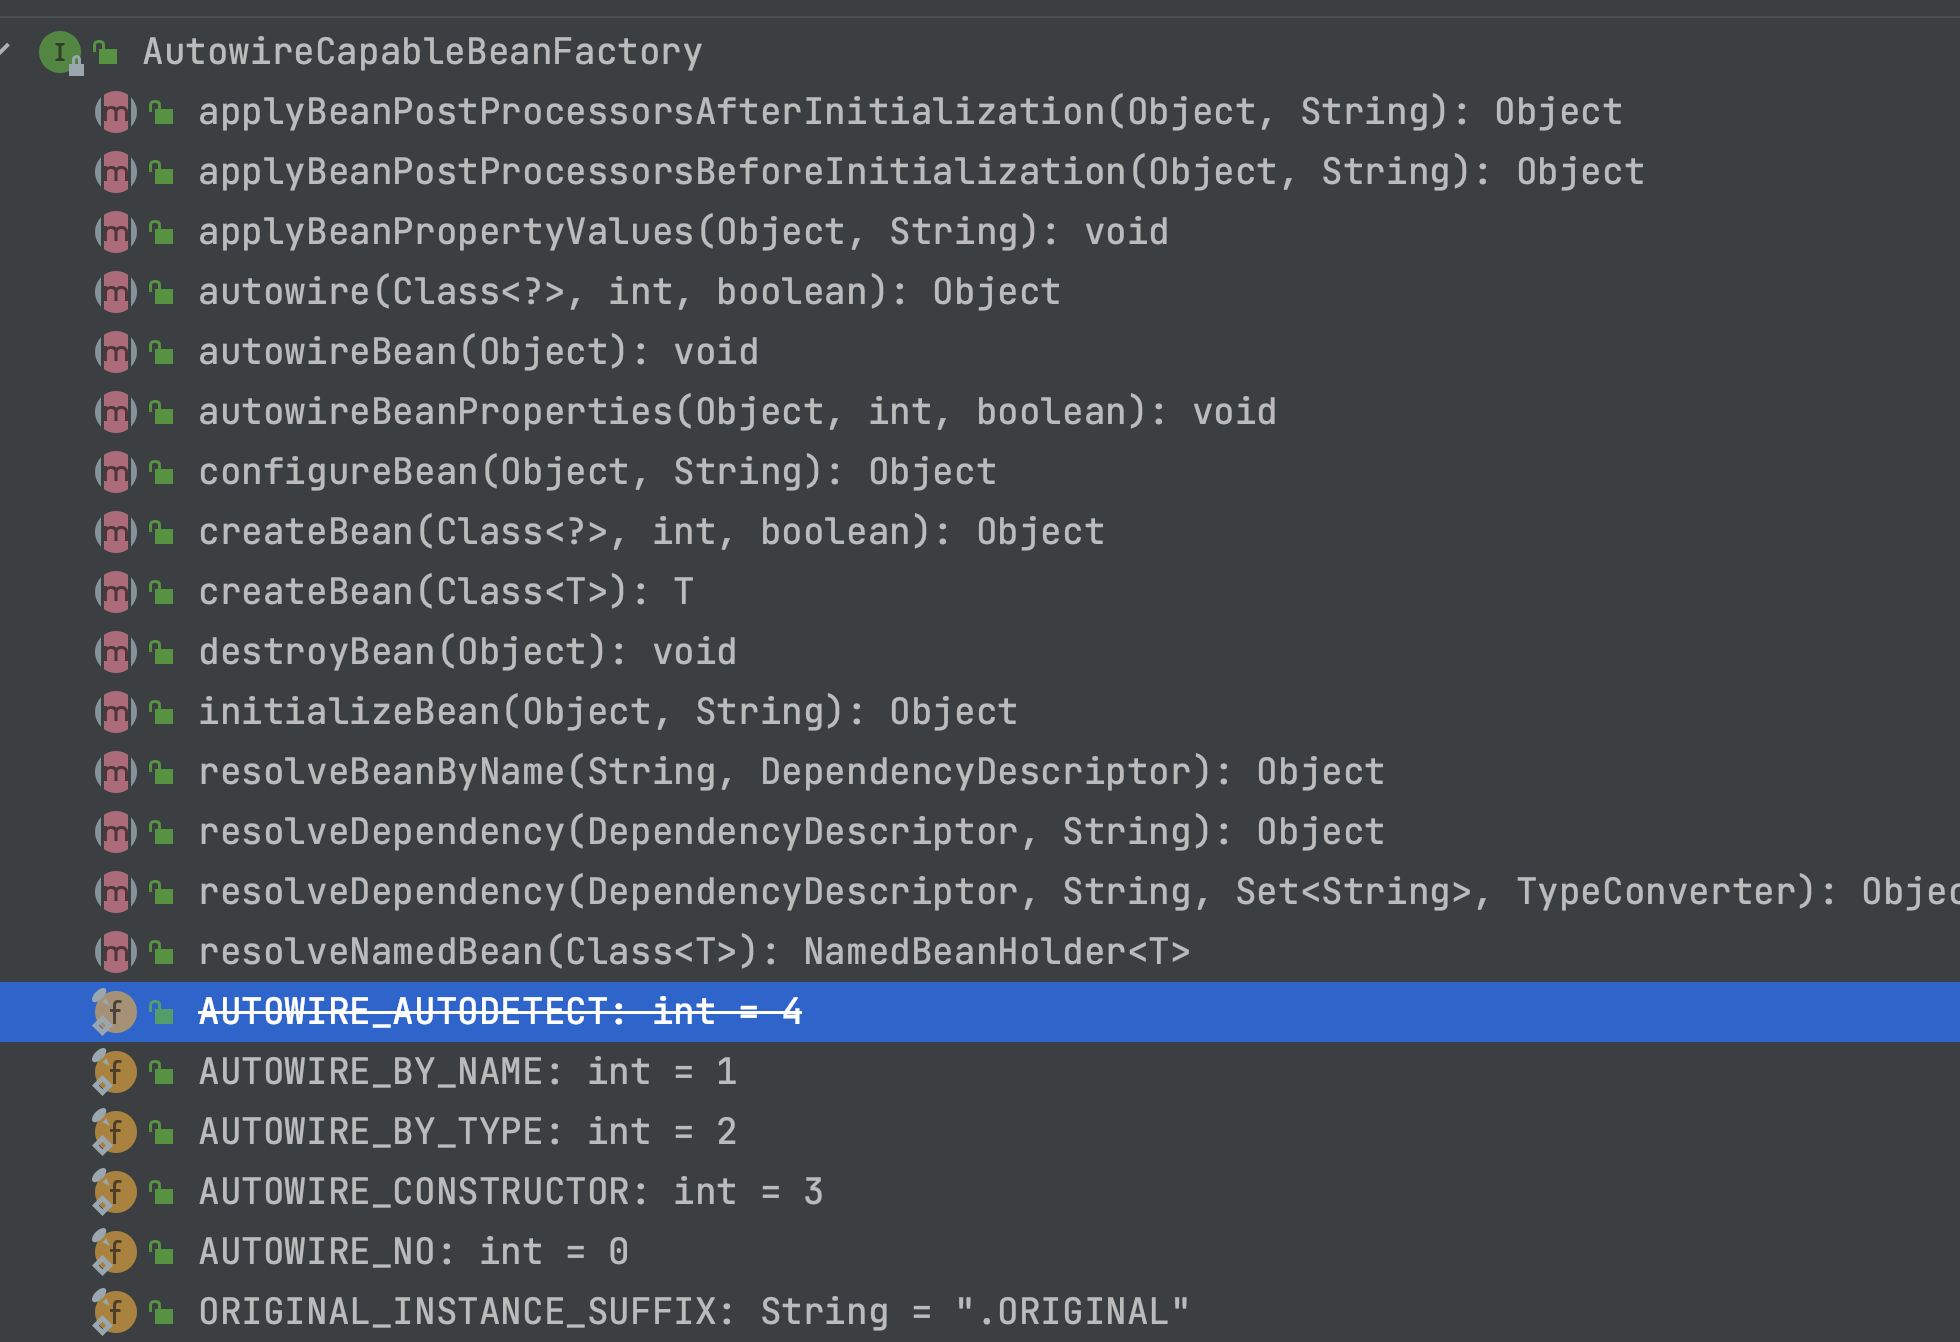 AutowireCapableBeanFactory
applyBeanPostProcessorsAfterInitialization(Object, String): Object
applyBeanPostProcessorsBeforeInitialization(Object, String): Object
applyBeanPropertyValues(Object, String): void
autowire(Class<?>, int, boolean): Object
autowireBean(Object): void
autowireBeanProperties(Object, int, boolean): void
configureBean(Object, String): Object
createBean(Class<?>, int, boolean): Object
createBean(Class<T>): T
destroyBean(Object): void
initializeBean(Object, String): Object
resolveBeanByName(String, DependencyDescriptor): Object
resolveDependency(DependencyDescriptor, String): Object
resolveDependency(DependencyDescriptor, String, Set<String>, TypeConverter): Objec
resolveNamedBean(Class<T>): NamedBeanHolder<T>
AUTOWIRE_AUTODETECT: int = 4
AUTOWIRE_BY_NAME: int = 1
AUTOWIRE_BY_TYPE: int = 2
AUTOWIRE_CONSTRUCTOR: int = 3
AUTOWIRE_NO: int = 0
ORIGINAL_INSTANCE_SUFFIX: String = ".ORIGINAL"